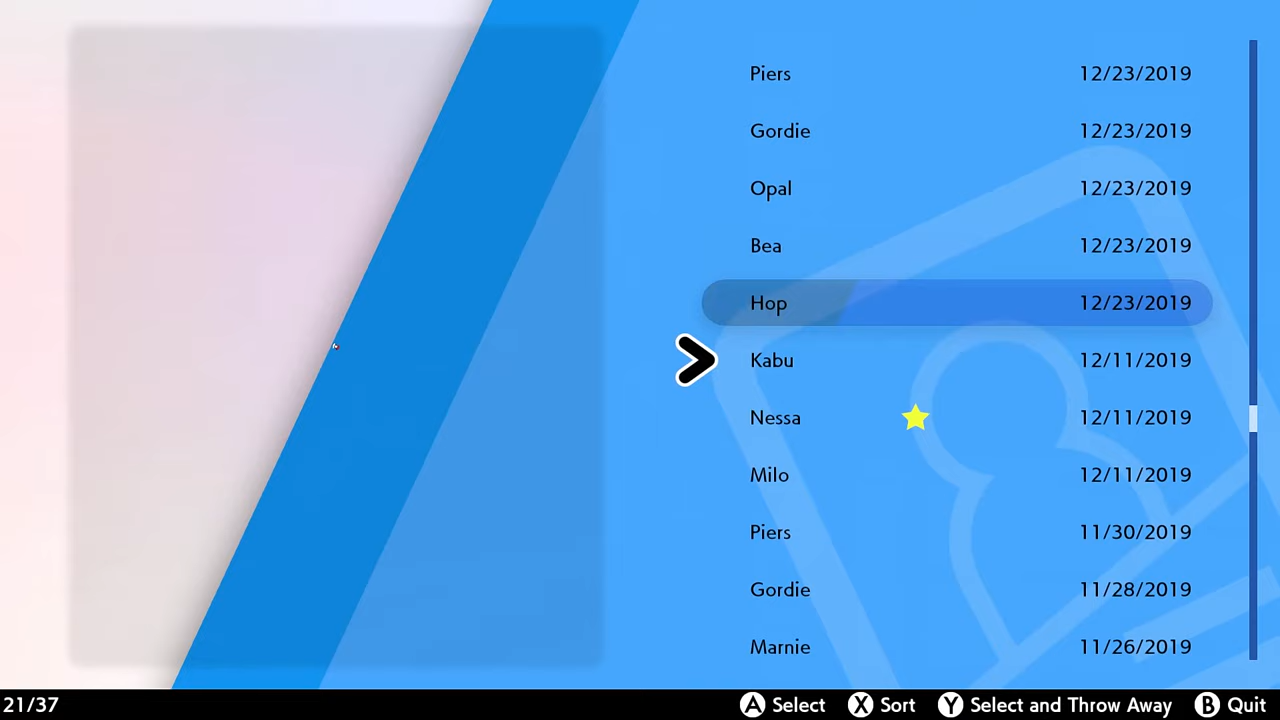 Piers 12/23/2019
Gordie 12/23/2019
Opal 12/23/2019
Bea 12/23/2019
Hop 12/23/2019
Kabu 12/11/2019
Nessa 12/11/2019
Milo 12/11/2019
Piers 11/30/2019
Gordie 11/28/2019
Marnie 11/26/2019
21/37 A Select X Sort Y Select and Throw Away B Quit